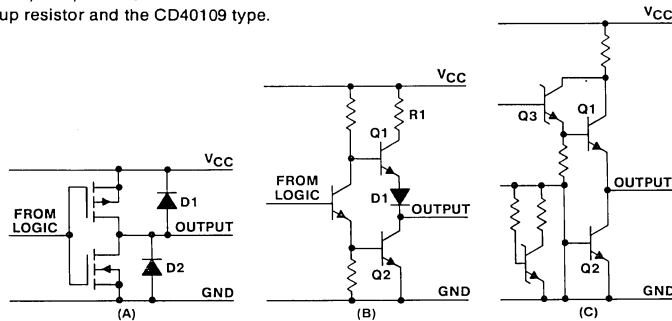 up resistor and the CD40109 type.
VCC
FROM
LOGIC
D1
OUTPUT
D2
GND
(A)
VCC
R1
Q1
FROM
LOGIC
D1
OUTPUT
Q2
GND
(B)
VCC
Q3
Q1
OUTPUT
Q2
GND
(C)